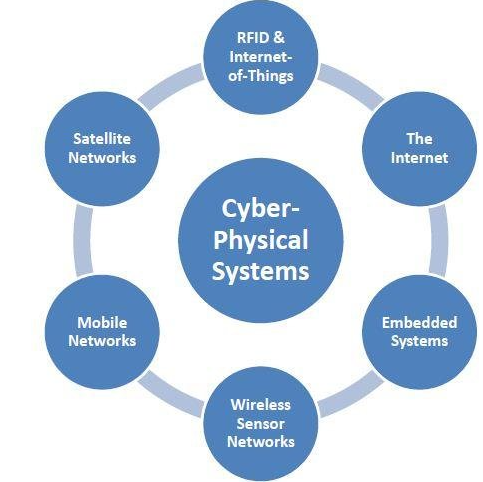 RFID &
Internet-
of-Things
Satellite
Networks
The
Internet
Cyber-
Physical
Systems
Mobile
Networks
Embedded
Systems
Wireless
Sensor
Networks